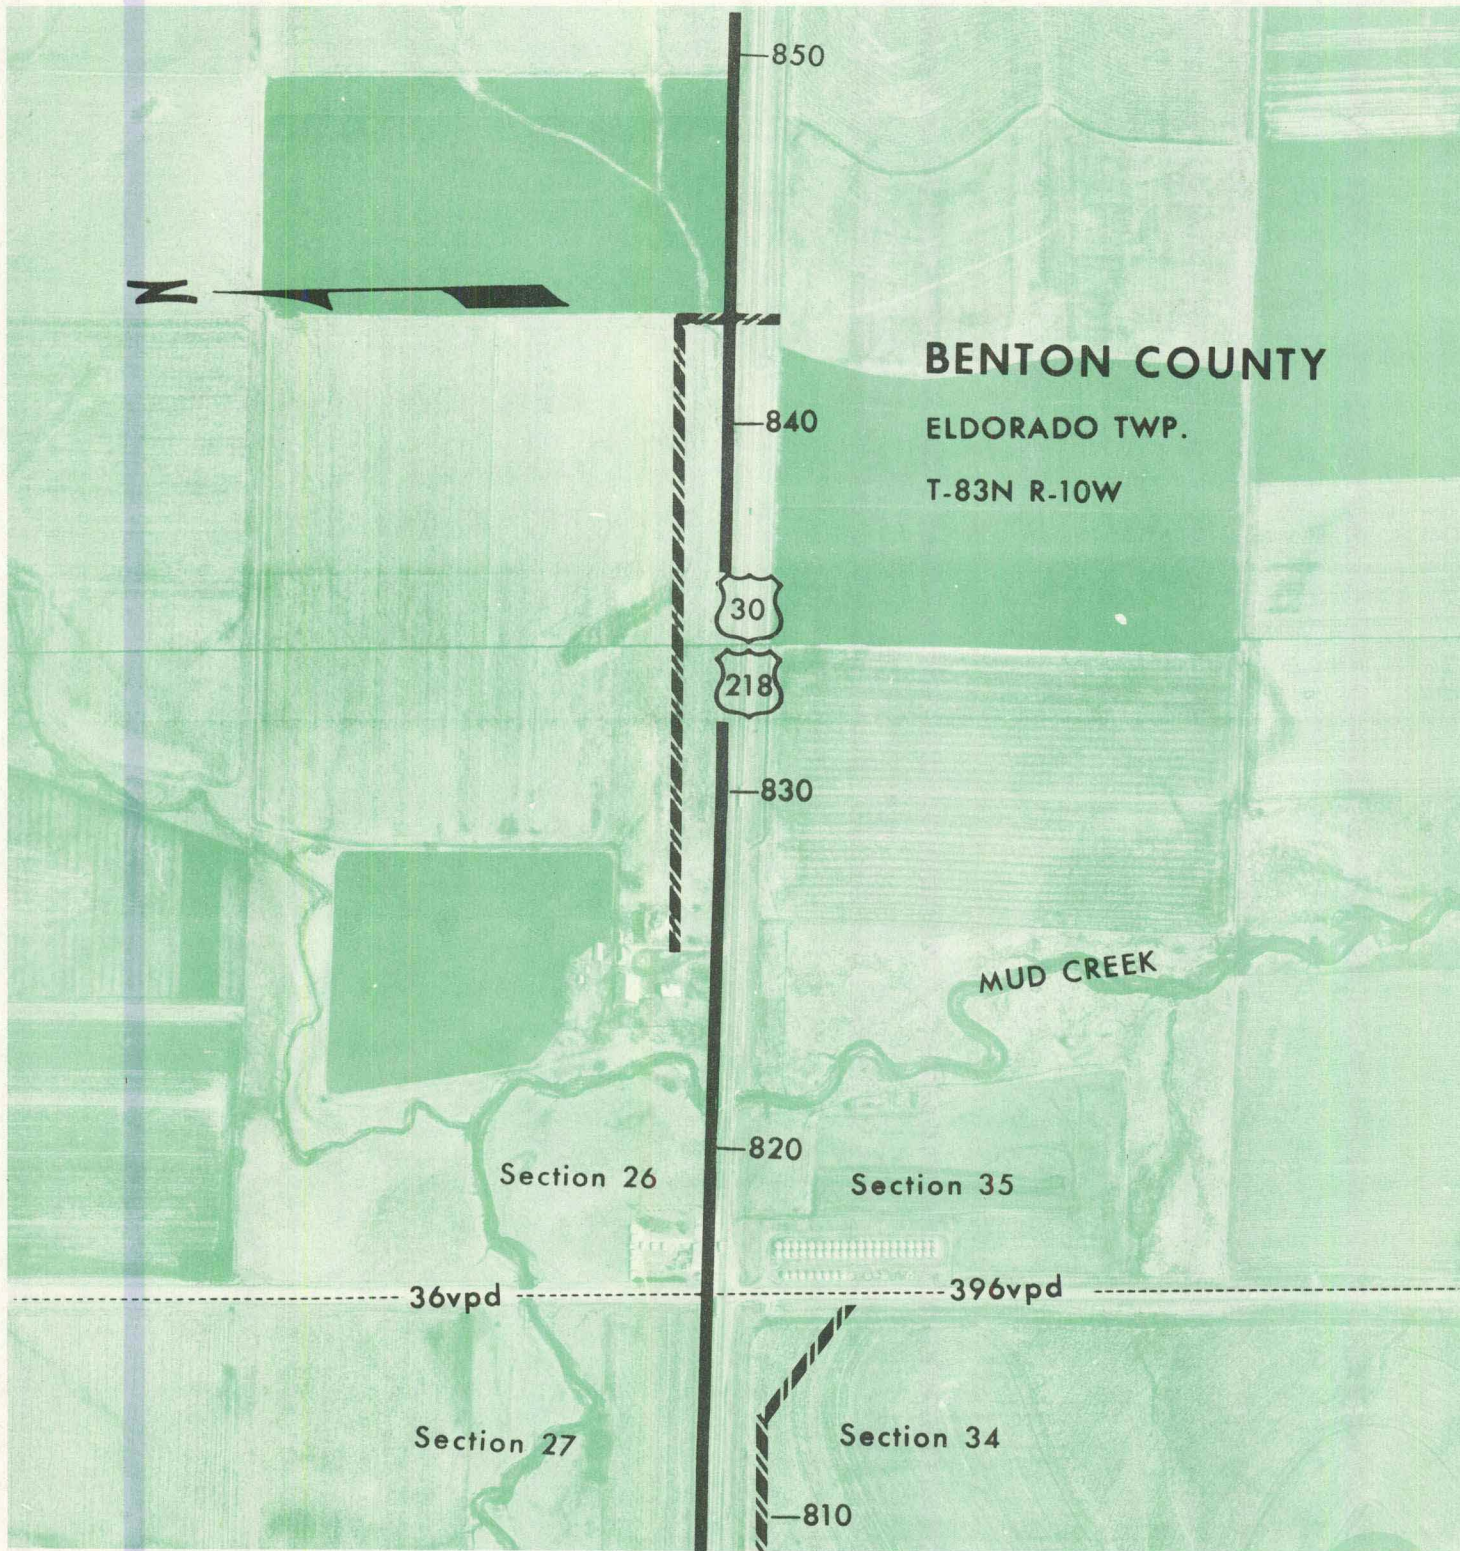 850
N
BENTON COUNTY
840
ELDORADO TWP.
T-83N R-10W
30
218
830
MUD CREEK
820
Section 26
Section 35
36vpd
396vpd
Section 27
Section 34
810